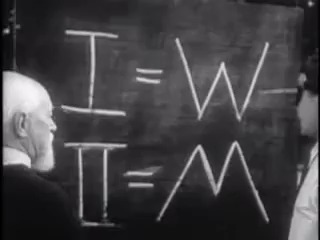 I = W
II = M